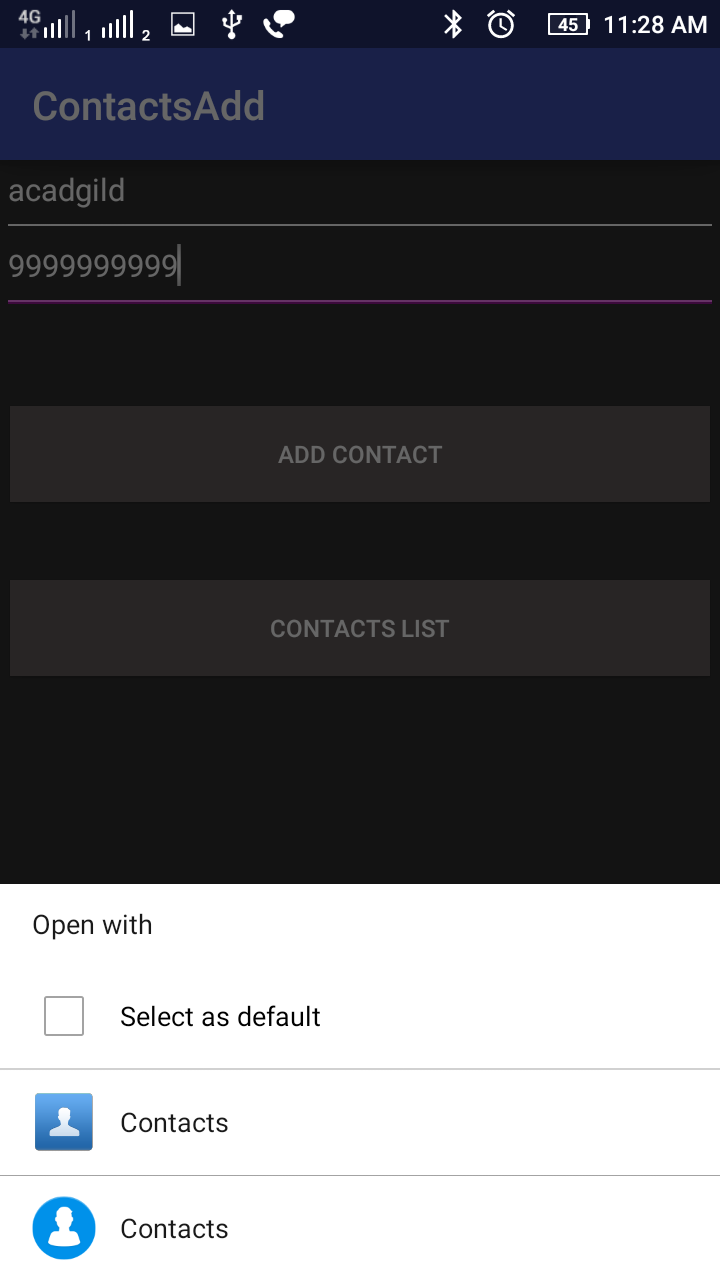 4G 1 2 45 11:28 AM
ContactsAdd
acadgild
9999999999
ADD CONTACT
CONTACTS LIST
Open with
Select as default
Contacts
Contacts